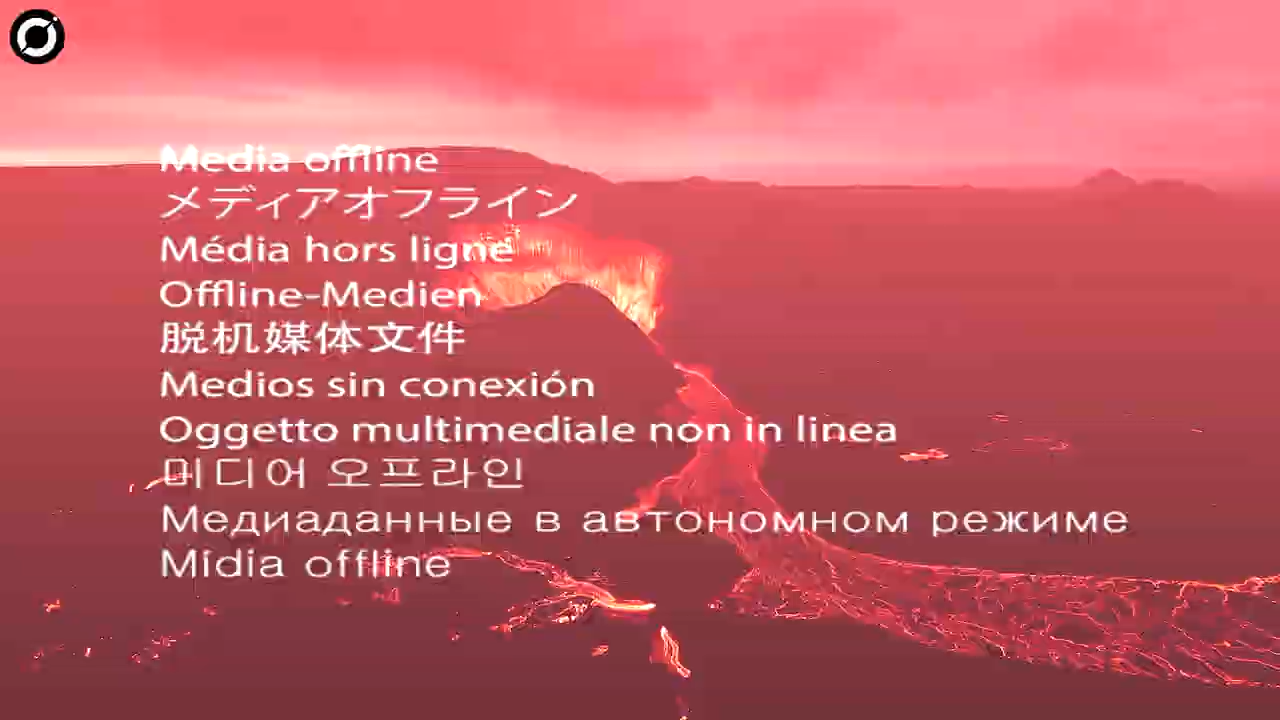 Media offline
メディアオフライン
Média hors ligne
Offline-Medien
脱机媒体文件
Medios sin conexión
Oggetto multimediale non in linea
미디어 오프라인
Медиаданные в автономном режиме
Mídia offline